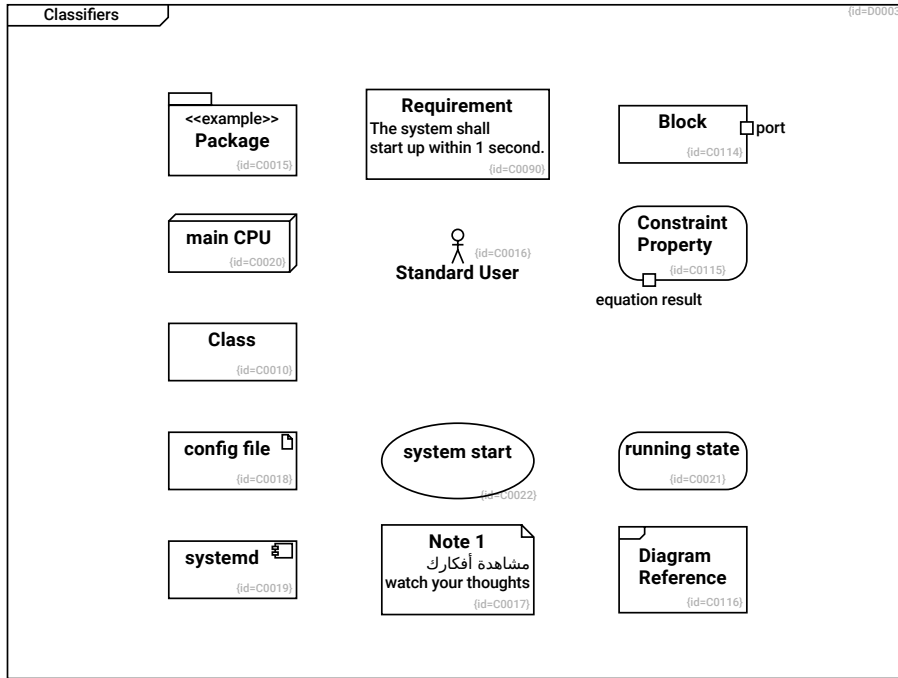 Classifiers
{id=D0003
<<example>>
Package
{id=C0015}
Requirement
The system shall
start up within 1 second.
{id=C0090}
Block
port
{id=C0114}
main CPU
{id=C0020}
{id=C0016}
Standard User
Constraint
Property
{id=C0115}
equation result
Class
{id=C0010}
config file
{id=C0018}
system start
{id=C0022}
running state
{id=C0021}
systemd
{id=C0019}
Note 1
مشاهدة أفكارك
watch your thoughts
{id=C0017}
Diagram
Reference
{id=C0116}